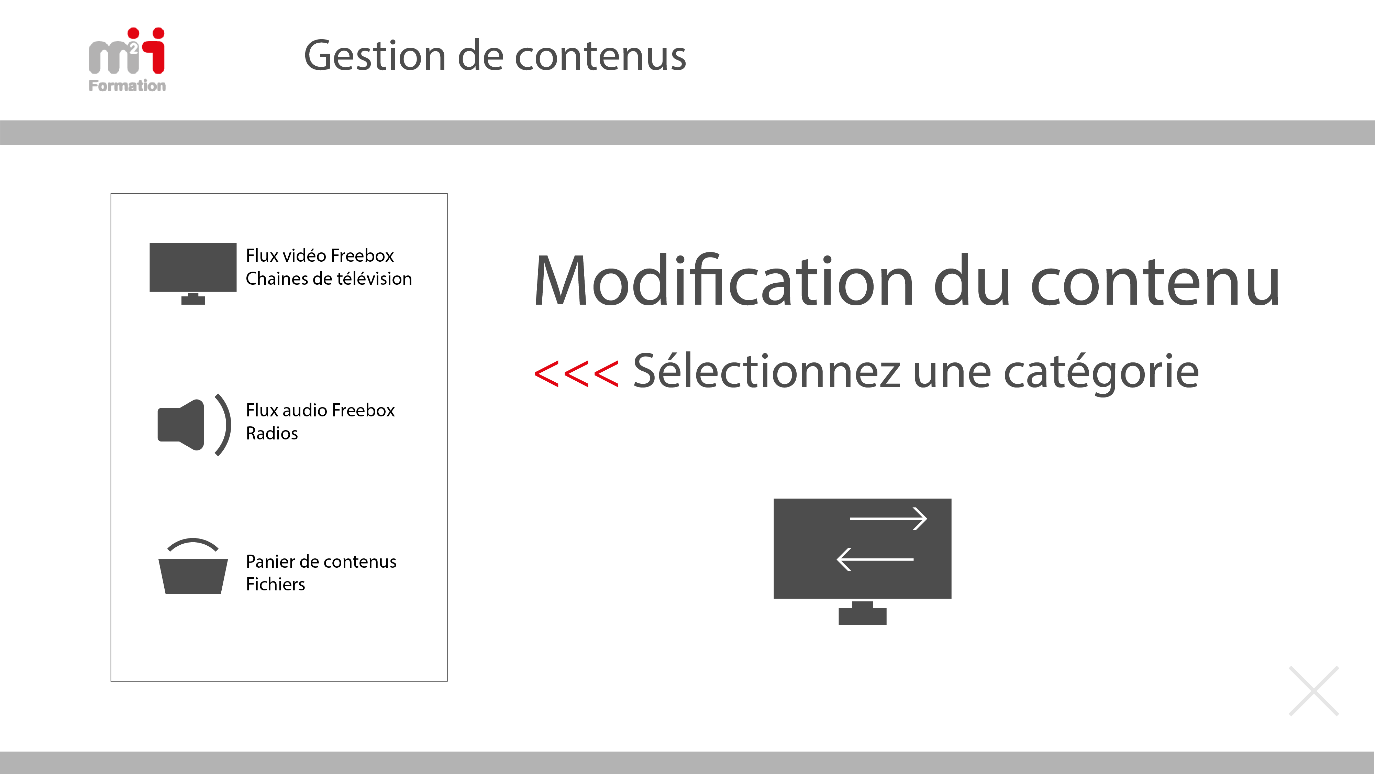 m2i
Formation
Gestion de contenus
Flux vidéo Freebox
Chaines de télévision
Flux audio Freebox
Radios
Panier de contenus
Fichiers
Modification du contenu
<<< Sélectionnez une catégorie